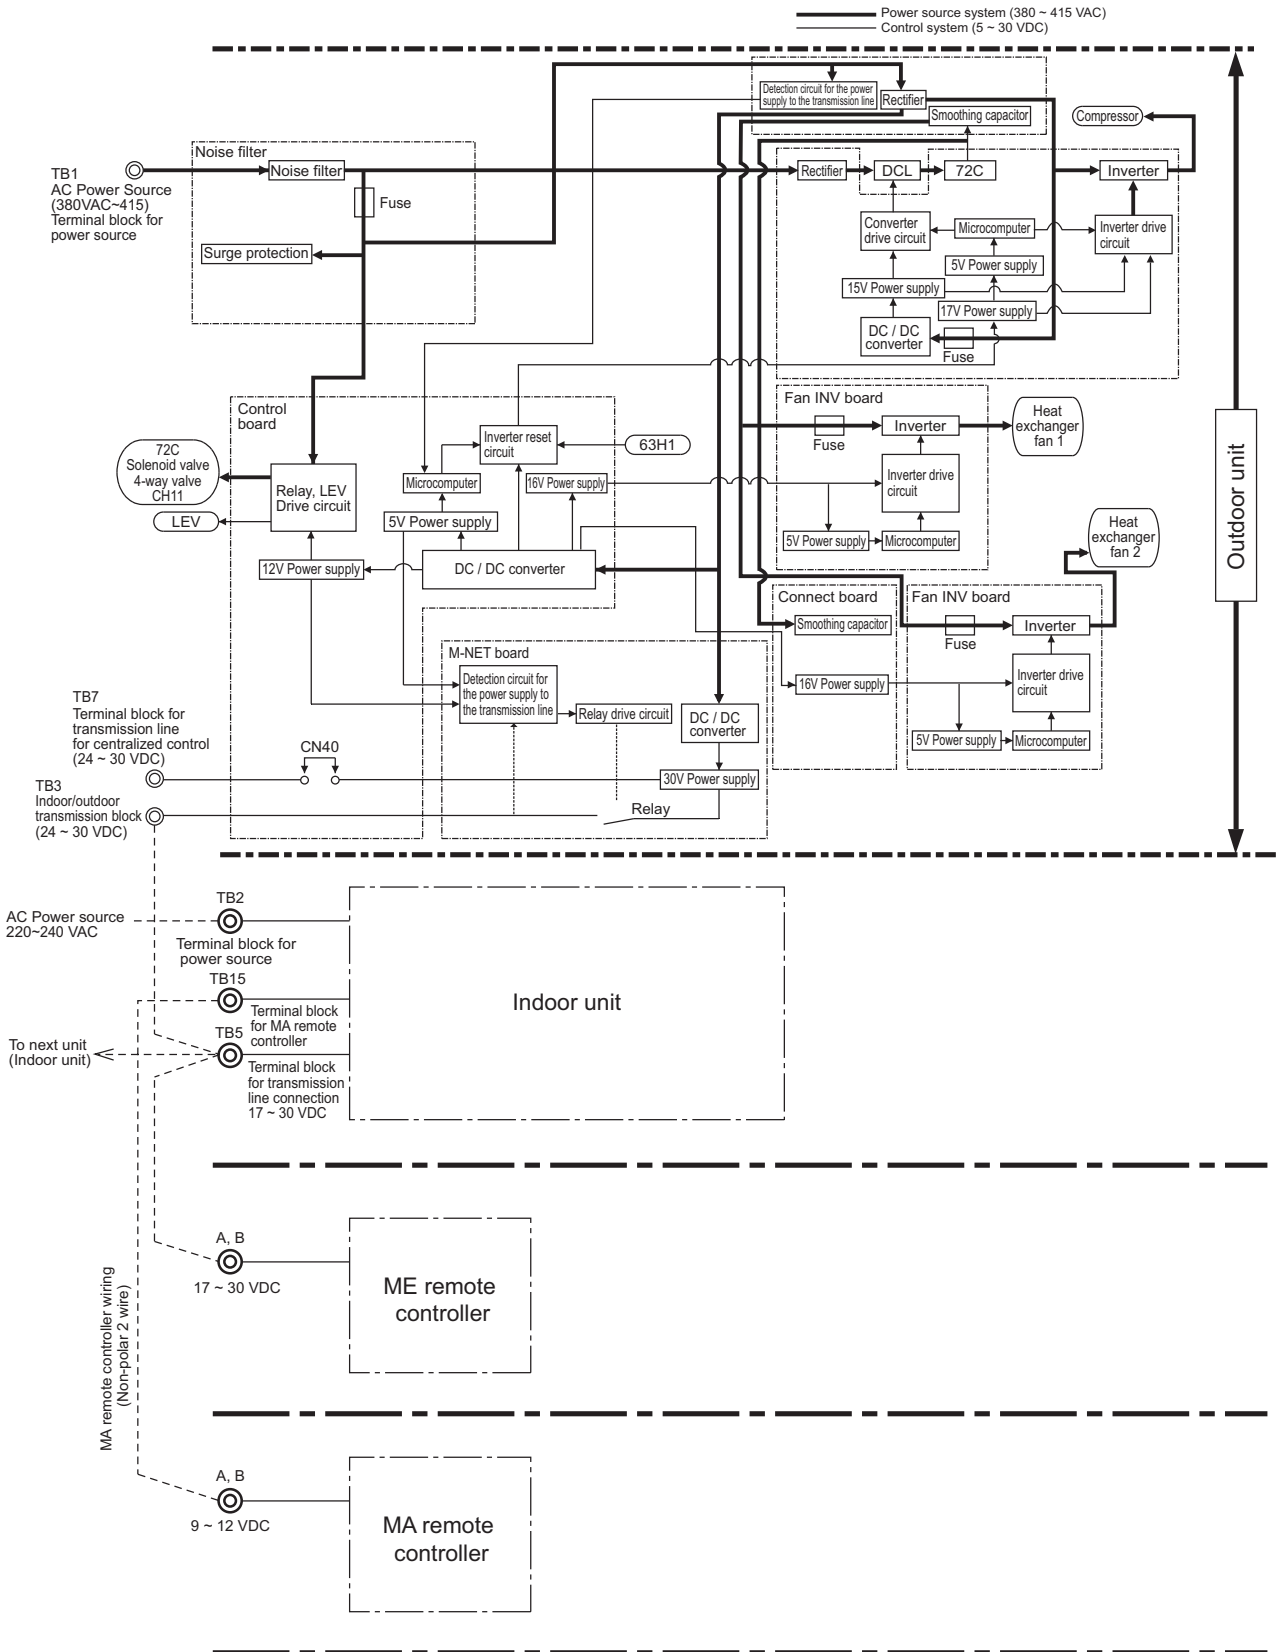 Power source system (380 ~ 415 VAC)
Control system (5 ~ 30 VDC)
Detection circuit for the power
supply to the transmission line
Rectifier
Smoothing capacitor
Compressor
Noise filter
Noise filter
TB1
AC Power Source
(380VAC~415)
Terminal block for
power source
Fuse
Surge protection
Rectifier
DCL
72C
Inverter
Converter
drive circuit
Microcomputer
Inverter drive
circuit
5V Power supply
15V Power supply
17V Power supply
DC / DC
converter
Fuse
Control
board
72C
Solenoid valve
4-way valve
CH11
LEV
Relay, LEV
Drive circuit
12V Power supply
Inverter reset
circuit
63H1
Microcomputer
16V Power supply
5V Power supply
DC / DC converter
Fan INV board
Fuse
Inverter
Heat
exchanger
fan 1
Inverter drive
circuit
5V Power supply
Microcomputer
Outdoor unit
Heat
exchanger
fan 2
Connect board
Smoothing capacitor
16V Power supply
Fan INV board
Fuse
Inverter
Inverter drive
circuit
5V Power supply
Microcomputer
M-NET board
Detection circuit for
the power supply to
the transmission line
Relay drive circuit
DC / DC
converter
30V Power supply
Relay
TB7
Terminal block for
transmission line
for centralized control
(24 ~ 30 VDC)
CN40
TB3
Indoor/outdoor
transmission block
(24 ~ 30 VDC)
AC Power source
220~240 VAC
TB2
Terminal block for
power source
TB15
Terminal block
for MA remote
controller
TB5
Terminal block
for transmission
line connection
17 ~ 30 VDC
To next unit
(Indoor unit)
Indoor unit
A, B
17 ~ 30 VDC
ME remote
controller
MA remote controller wiring
(Non-polar 2 wire)
A, B
9 ~ 12 VDC
MA remote
controller